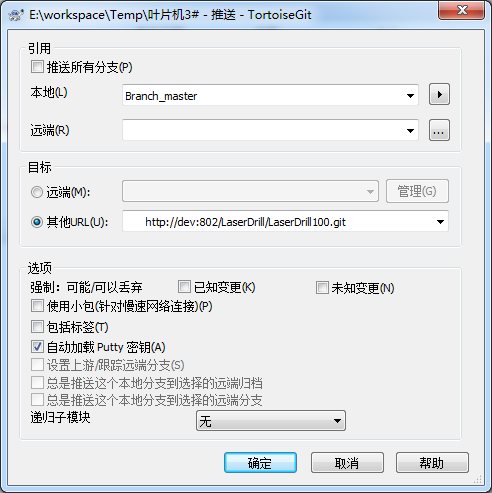 E:\workspace\Temp\叶片机3# - 推送 - TortoiseGit
引用
推送所有分支(P)
本地(L)
Branch_master
远端(R)
...
目标
远端(M):
管理(G)
其他URL(U):
http://dev:802/LaserDrill/LaserDrill100.git
选项
强制：可能/可以丢弃
已知变更(K)
未知变更(N)
使用小包(针对慢速网络连接)(P)
包括标签(T)
自动加载 Putty 密钥(A)
设置上游/跟踪远端分支(S)
总是推送这个本地分支到选择的远端归档
总是推送这个本地分支到选择的远端分支
递归子模块
无
确定
取消
帮助